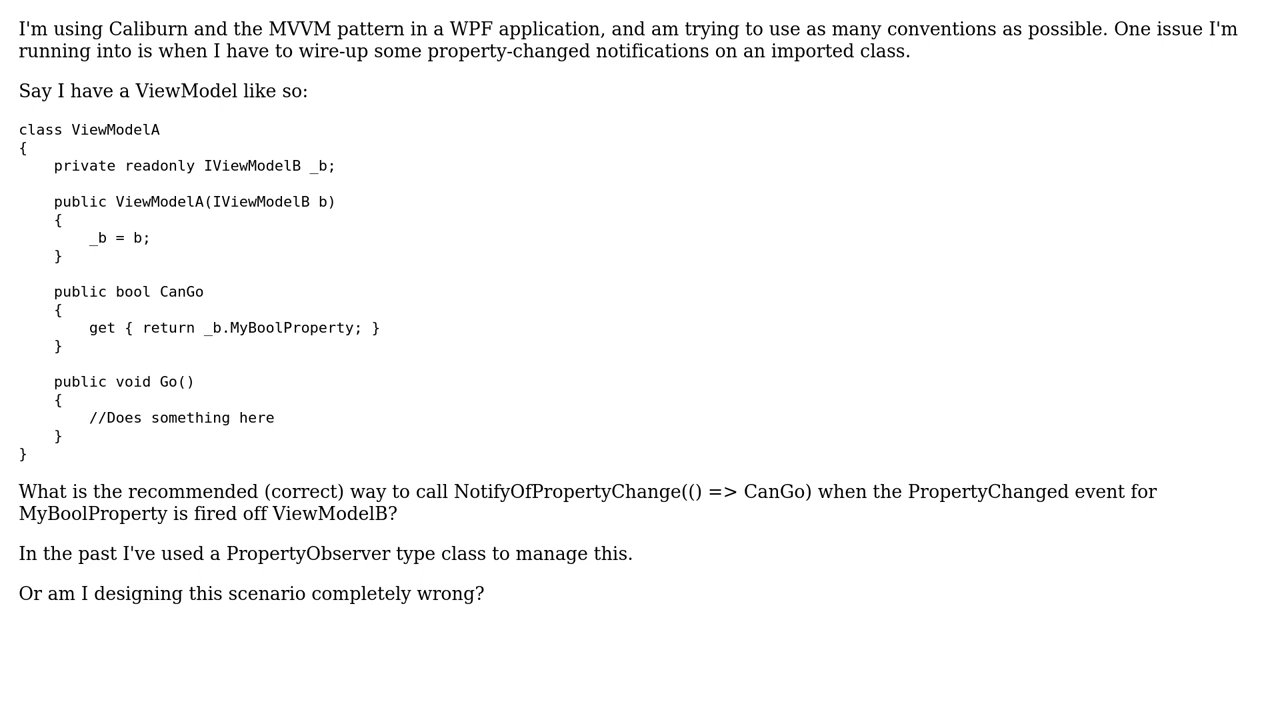 I'm using Caliburn and the MVVM pattern in a WPF application, and am trying to use as many conventions as possible. One issue I'm
running into is when I have to wire-up some property-changed notifications on an imported class.
Say I have a ViewModel like so:
class ViewModelA
{
    private readonly IViewModelB _b;
    public ViewModelA(IViewModelB b)
    {
        _b = b;
    }
    public bool CanGo
    {
        get { return _b.MyBoolProperty; }
    }
    public void Go()
    {
        //Does something here
    }
}
What is the recommended (correct) way to call NotifyOfPropertyChange(() => CanGo) when the PropertyChanged event for
MyBoolProperty is fired off ViewModelB?
In the past I've used a PropertyObserver type class to manage this.
Or am I designing this scenario completely wrong?